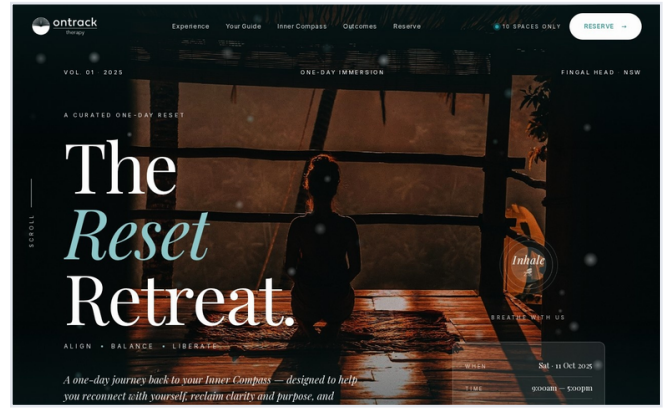 ontrack
therapy
Experience Your Guide Inner Compass Outcomes Reserve
10 SPACES ONLY
RESERVE →
VOL. 01 · 2025
ONE-DAY IMMERSION
FINGAL HEAD · NSW
A CURATED ONE-DAY RESET
The
Reset
Retreat.
SCROLL
Inhale
BREATHE WITH US
ALIGN • BALANCE • LIBERATE
WHEN Sat · 11 Oct 2025
TIME 9:00am — 5:00pm
A one-day journey back to your Inner Compass — designed to help
you reconnect with yourself, reclaim clarity and purpose, and